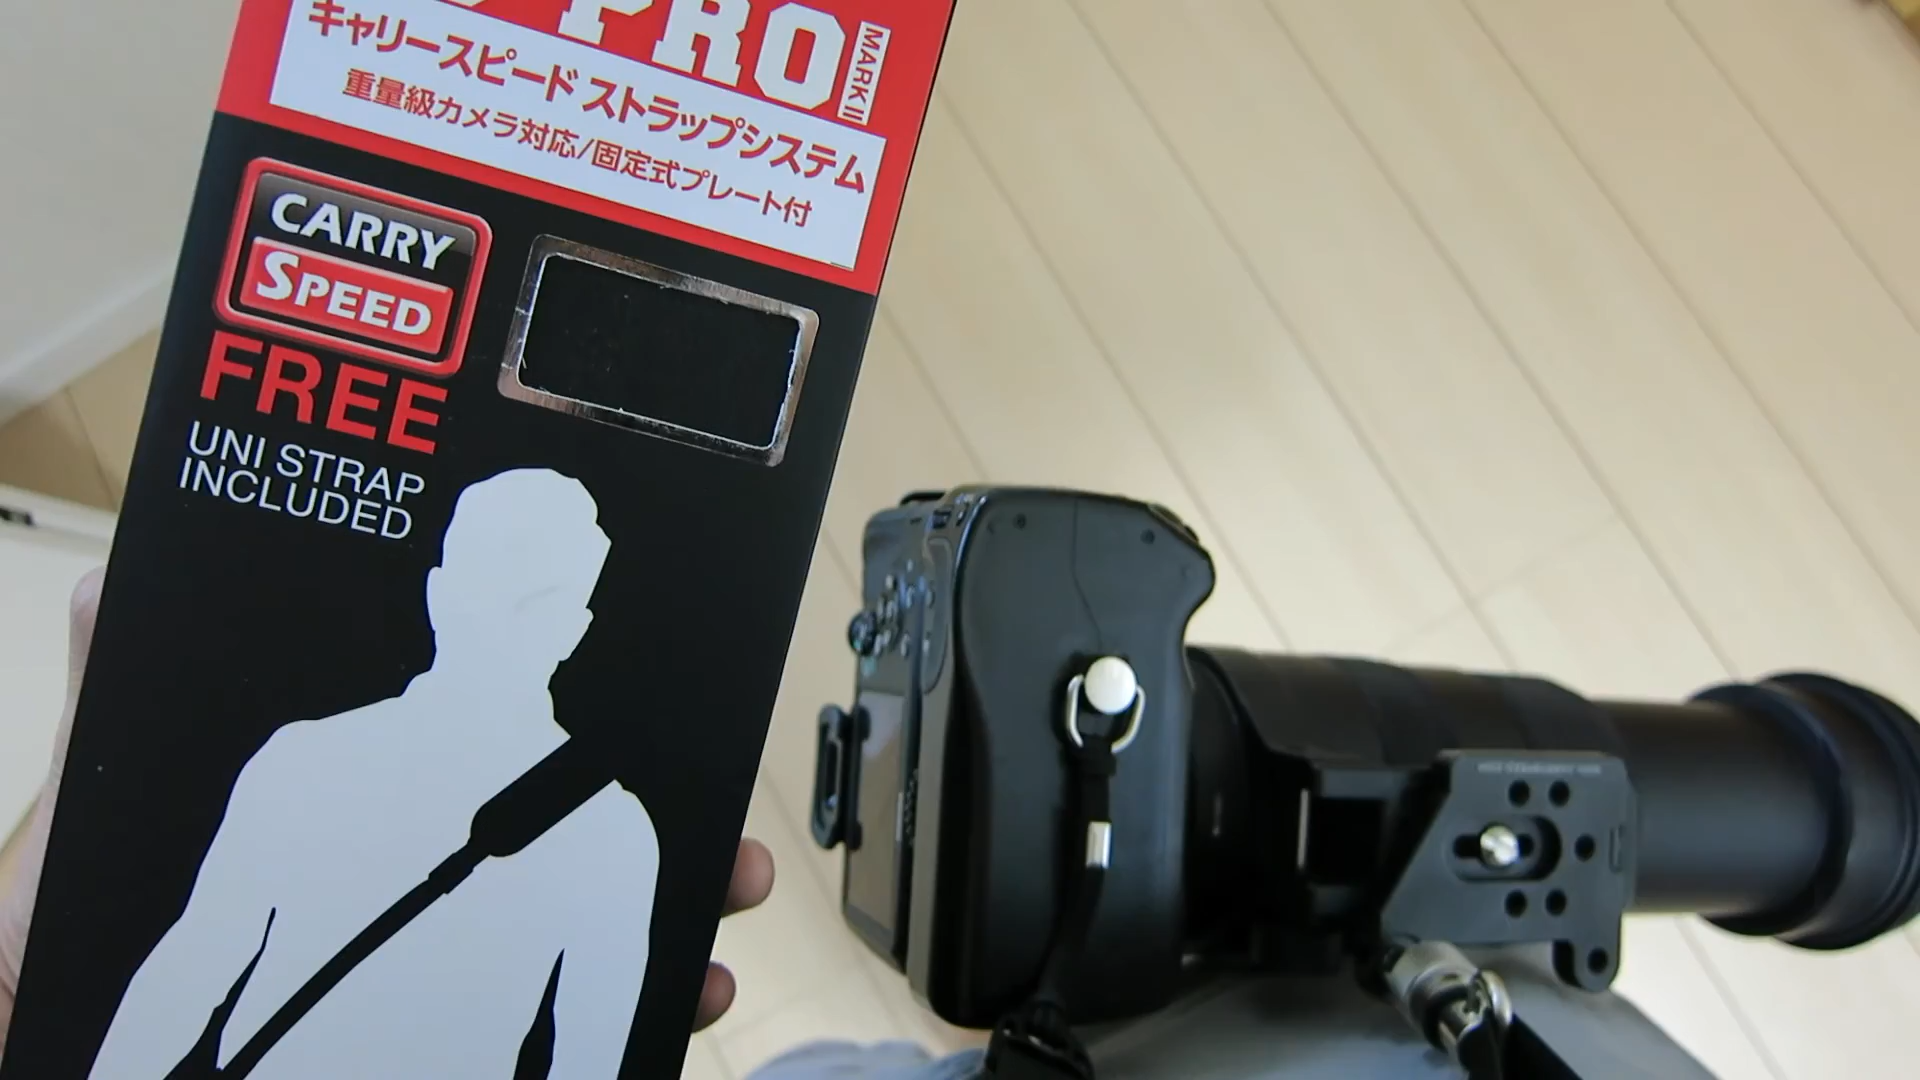 PRO
MARK II
キャリースピード ストラップシステム
重量級カメラ対応/固定式プレート付
CARRY
SPEED
FREE
UNI STRAP
INCLUDED